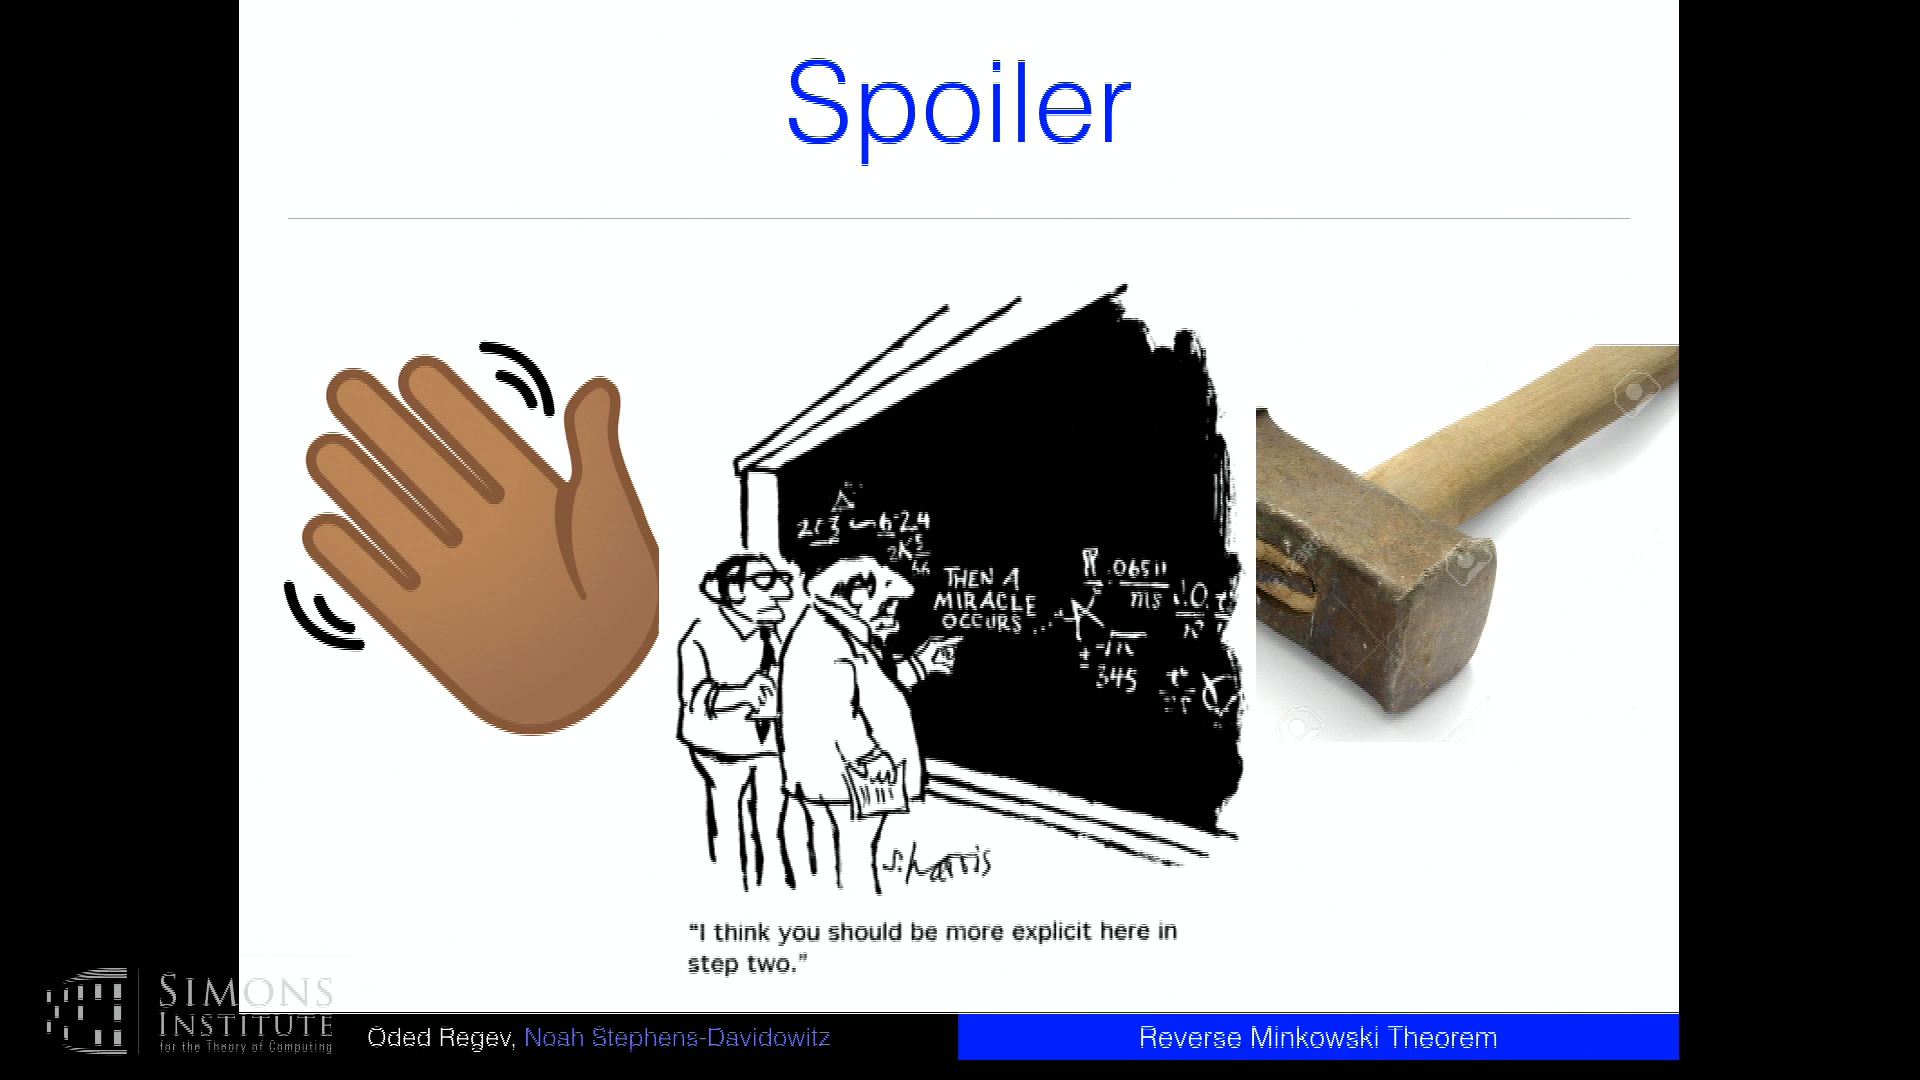 Spoiler
THEN A
MIRACLE
OCCURS...
.06511
345
S. Harris
"I think you should be more explicit here in
step two."
SIMONS
INSTITUTE
for the Theory of Computing
Oded Regev, Noah Stephens-Davidowitz
Reverse Minkowski Theorem